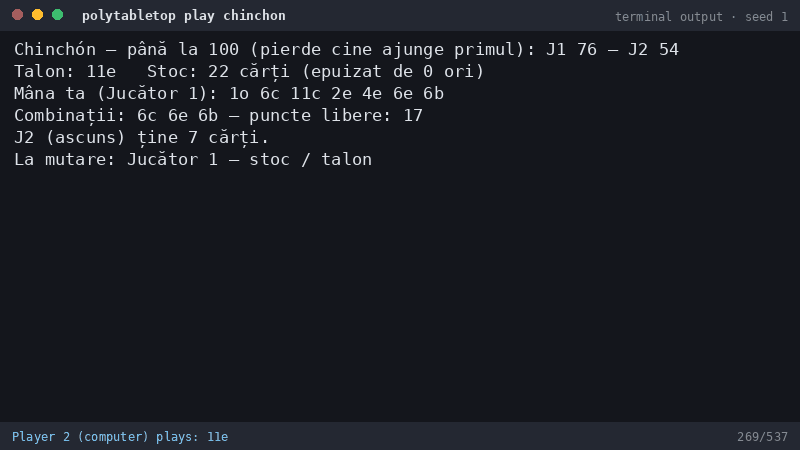 polytabletop play chinchon
terminal output · seed 1
Chinchón — până la 100 (pierde cine ajunge primul): J1 76 — J2 54
Talon: 11e   Stoc: 22 cărți (epuizat de 0 ori)
Mâna ta (Jucător 1): 1o 6c 11c 2e 4e 6e 6b
Combinații: 6c 6e 6b — puncte libere: 17
J2 (ascuns) ține 7 cărți.
La mutare: Jucător 1 — stoc / talon
Player 2 (computer) plays: 11e
269/537